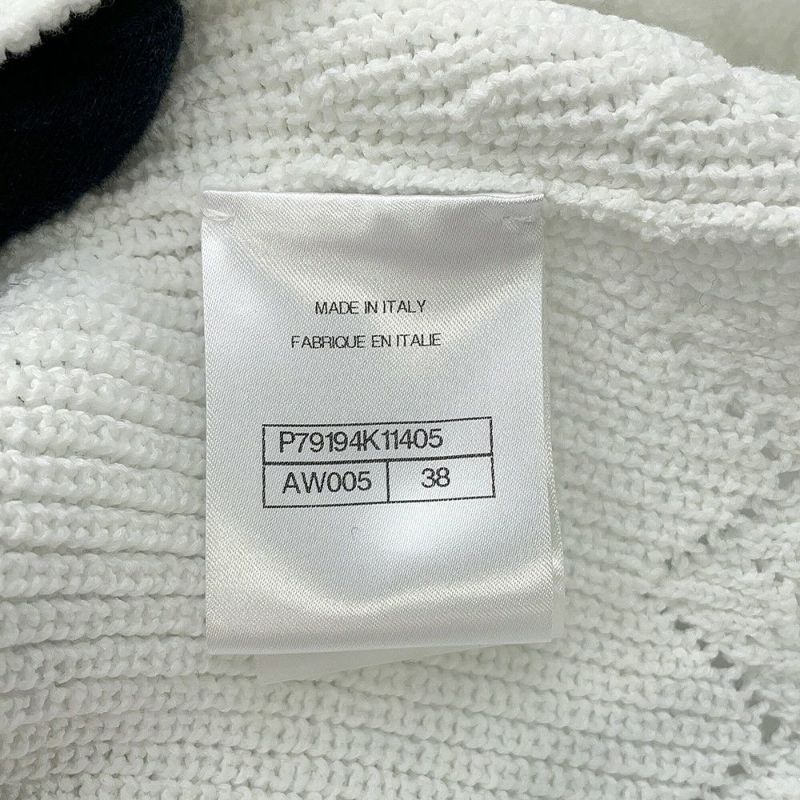 MADE IN ITALY
FABRIQUE EN ITALIE
P79194K11405
AW005 38